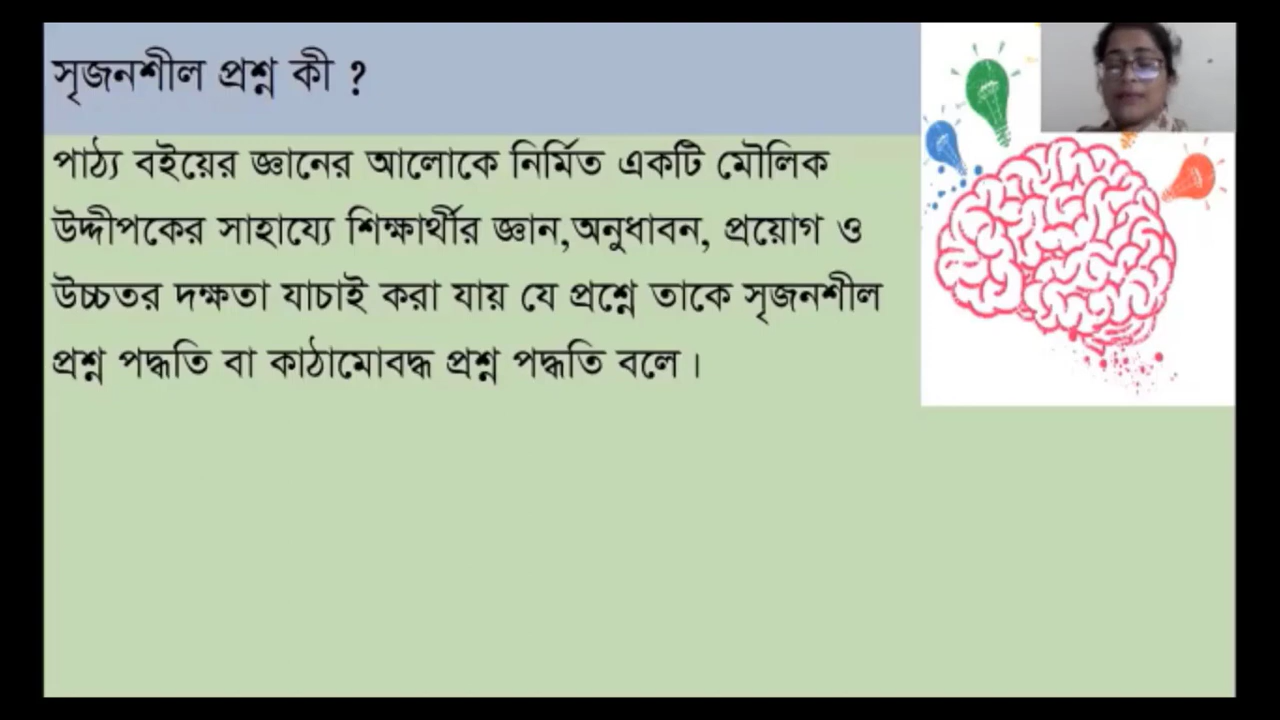 সৃজনশীল প্রশ্ন কী ?
পাঠ্য বইয়ের জ্ঞানের আলোকে নির্মিত একটি মৌলিক
উদ্দীপকের সাহায্যে শিক্ষার্থীর জ্ঞান,অনুধাবন, প্রয়োগ ও
উচ্চতর দক্ষতা যাচাই করা যায় যে প্রশ্নে তাকে সৃজনশীল
প্রশ্ন পদ্ধতি বা কাঠামোবদ্ধ প্রশ্ন পদ্ধতি বলে।